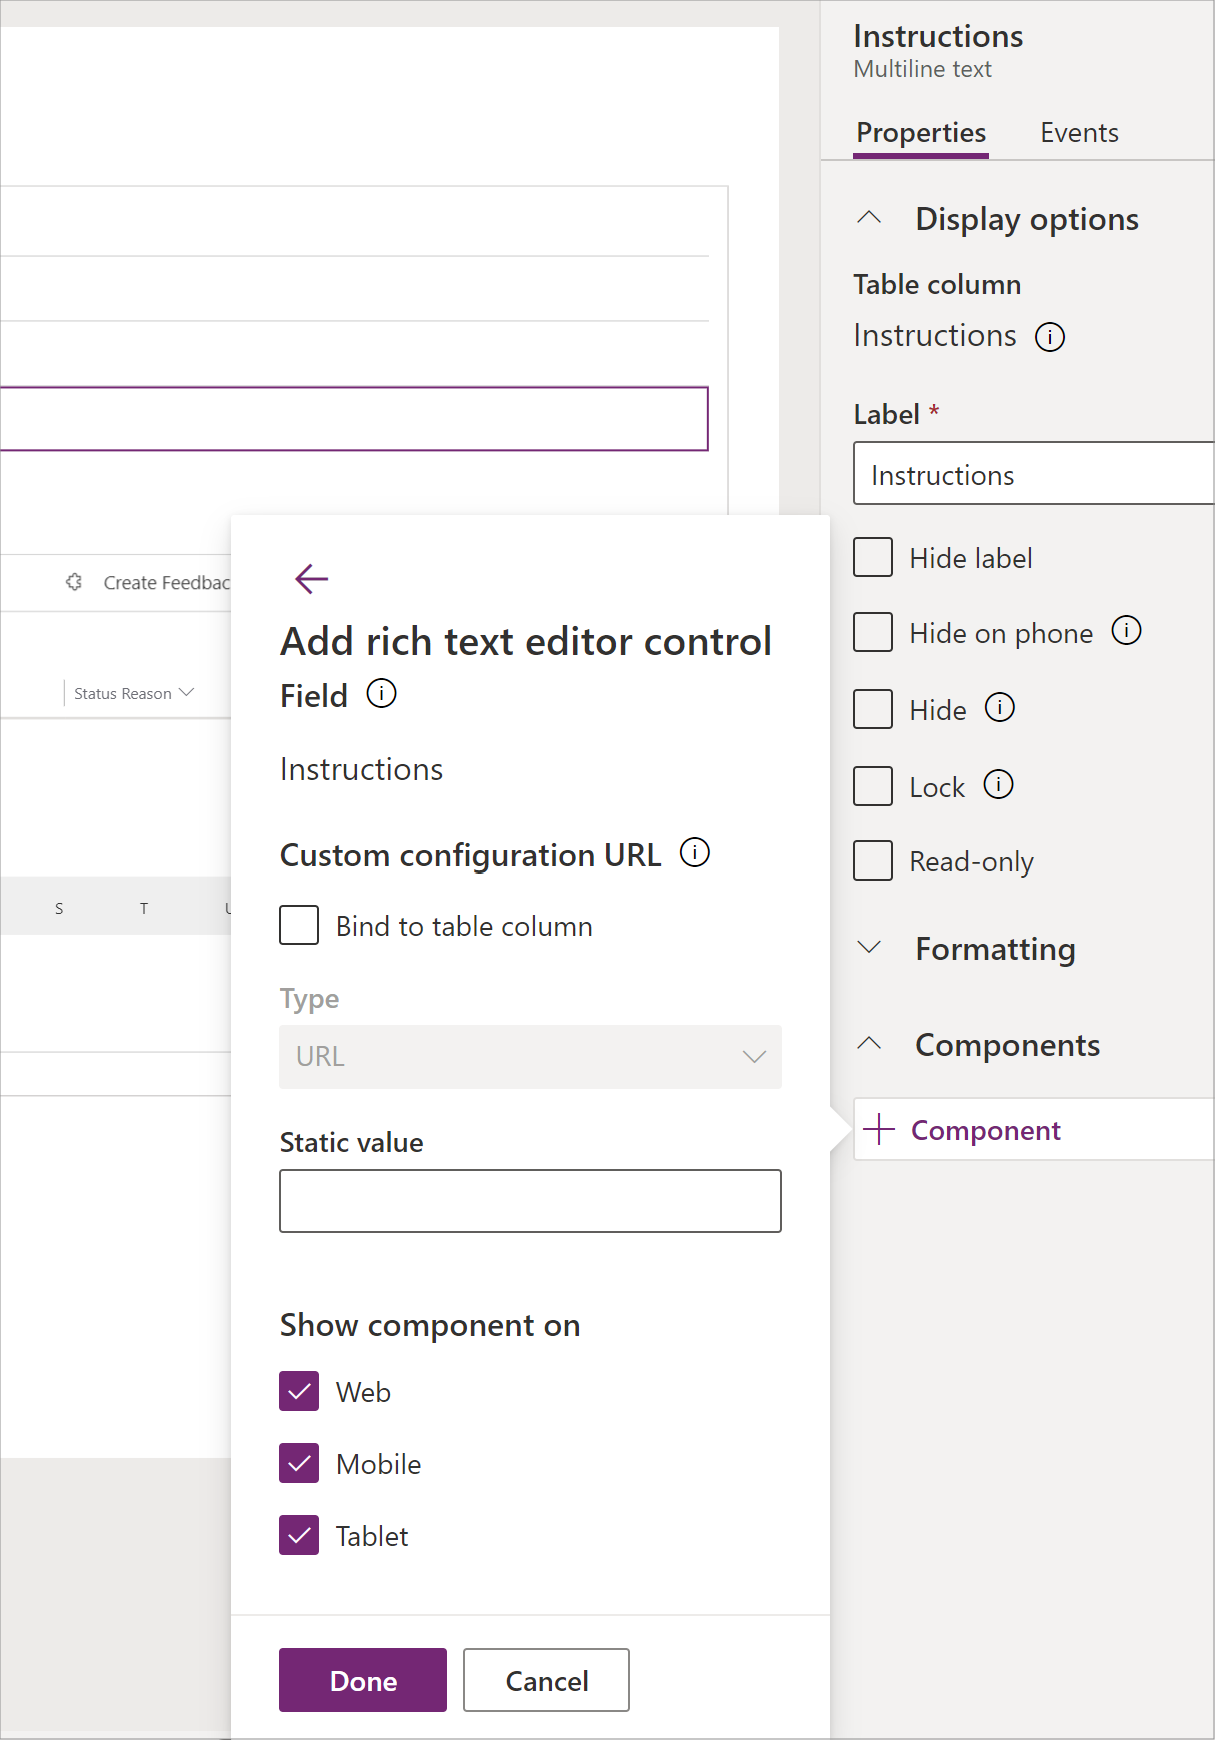 Instructions
Multiline text
Properties Events
Display options
Table column
Instructions
Label *
Instructions
Hide label
Hide on phone
Hide
Lock
Read-only
Formatting
Components
Component
Create Feedbac
Status Reason
S T U
Add rich text editor control
Field
Instructions
Custom configuration URL
Bind to table column
Type
URL
Static value
Show component on
Web
Mobile
Tablet
Done Cancel